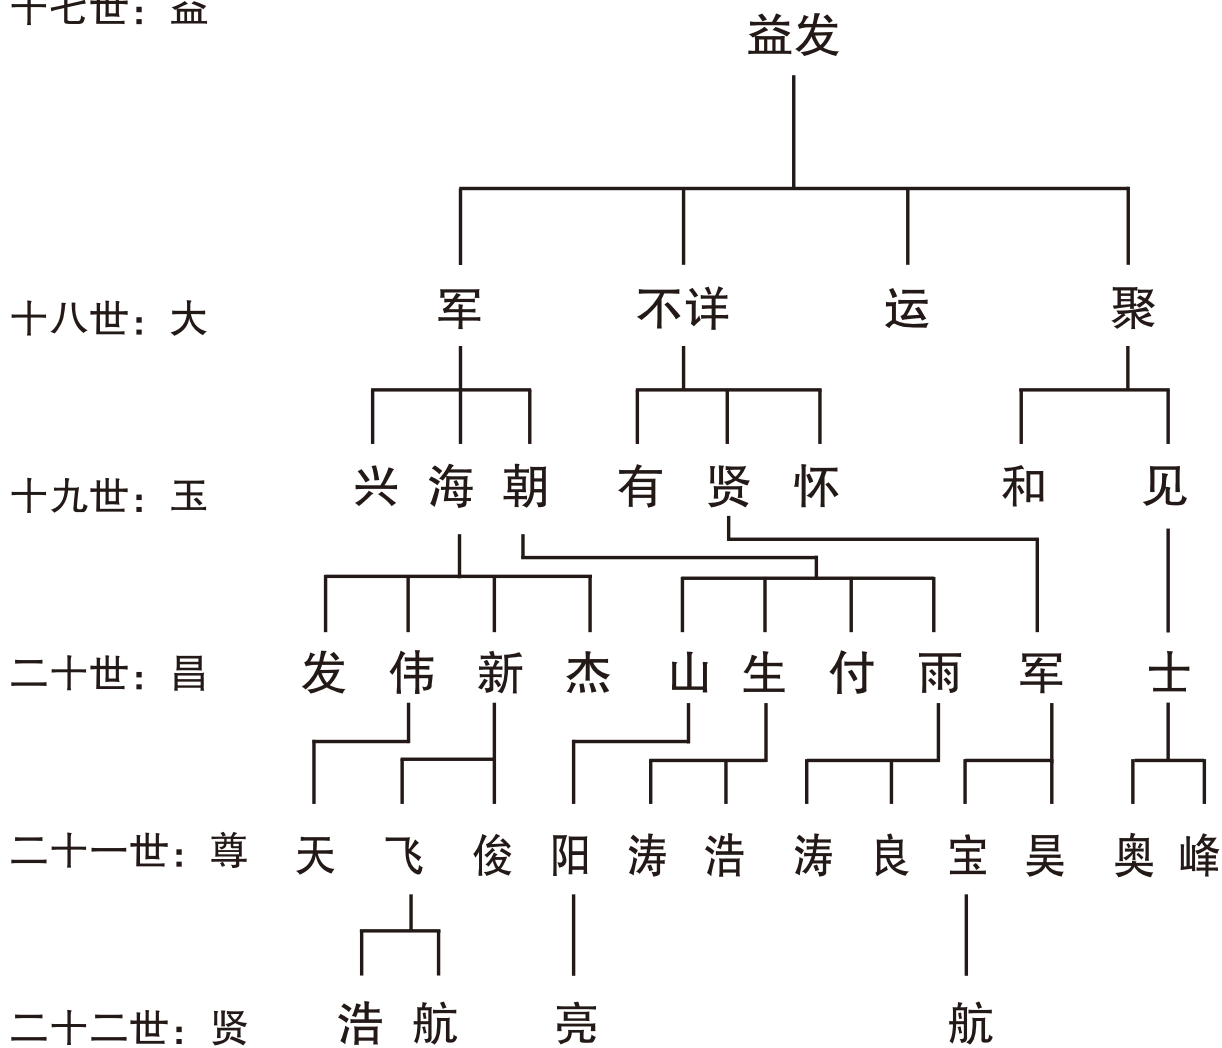 十七世：益
益发
十八世：大 军 不详 运 聚
十九世：玉 兴 海 朝 有 贤 怀 和 见
二十世：昌 发 伟 新 杰 山 生 付 雨 军 士
二十一世：尊 天 飞 俊 阳 涛 浩 涛 良 宝 昊 奥 峰
二十二世：贤 浩 航 亮 航